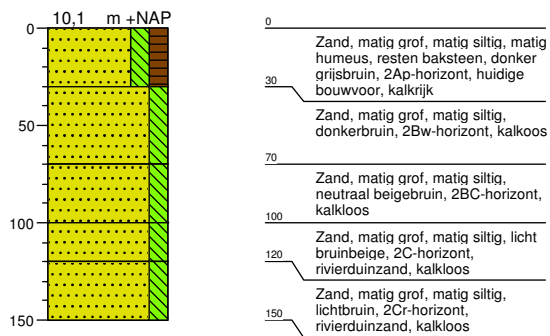 10,1 m +NAP
0
50
100
150
0
Zand, matig grof, matig siltig, matig
humeus, resten baksteen, donker
grijsbruin, 2Ap-horizont, huidige
bouwvoor, kalkrijk
30
Zand, matig grof, matig siltig,
donkerbruin, 2Bw-horizont, kalkoos
70
Zand, matig grof, matig siltig,
neutraal beigebruin, 2BC-horizont,
kalkloos
100
Zand, matig grof, matig siltig, licht
bruinbeige, 2C-horizont,
rivierduinzand, kalkloos
120
Zand, matig grof, matig siltig,
lichtbruin, 2Cr-horizont,
rivierduinzand, kalkloos
150